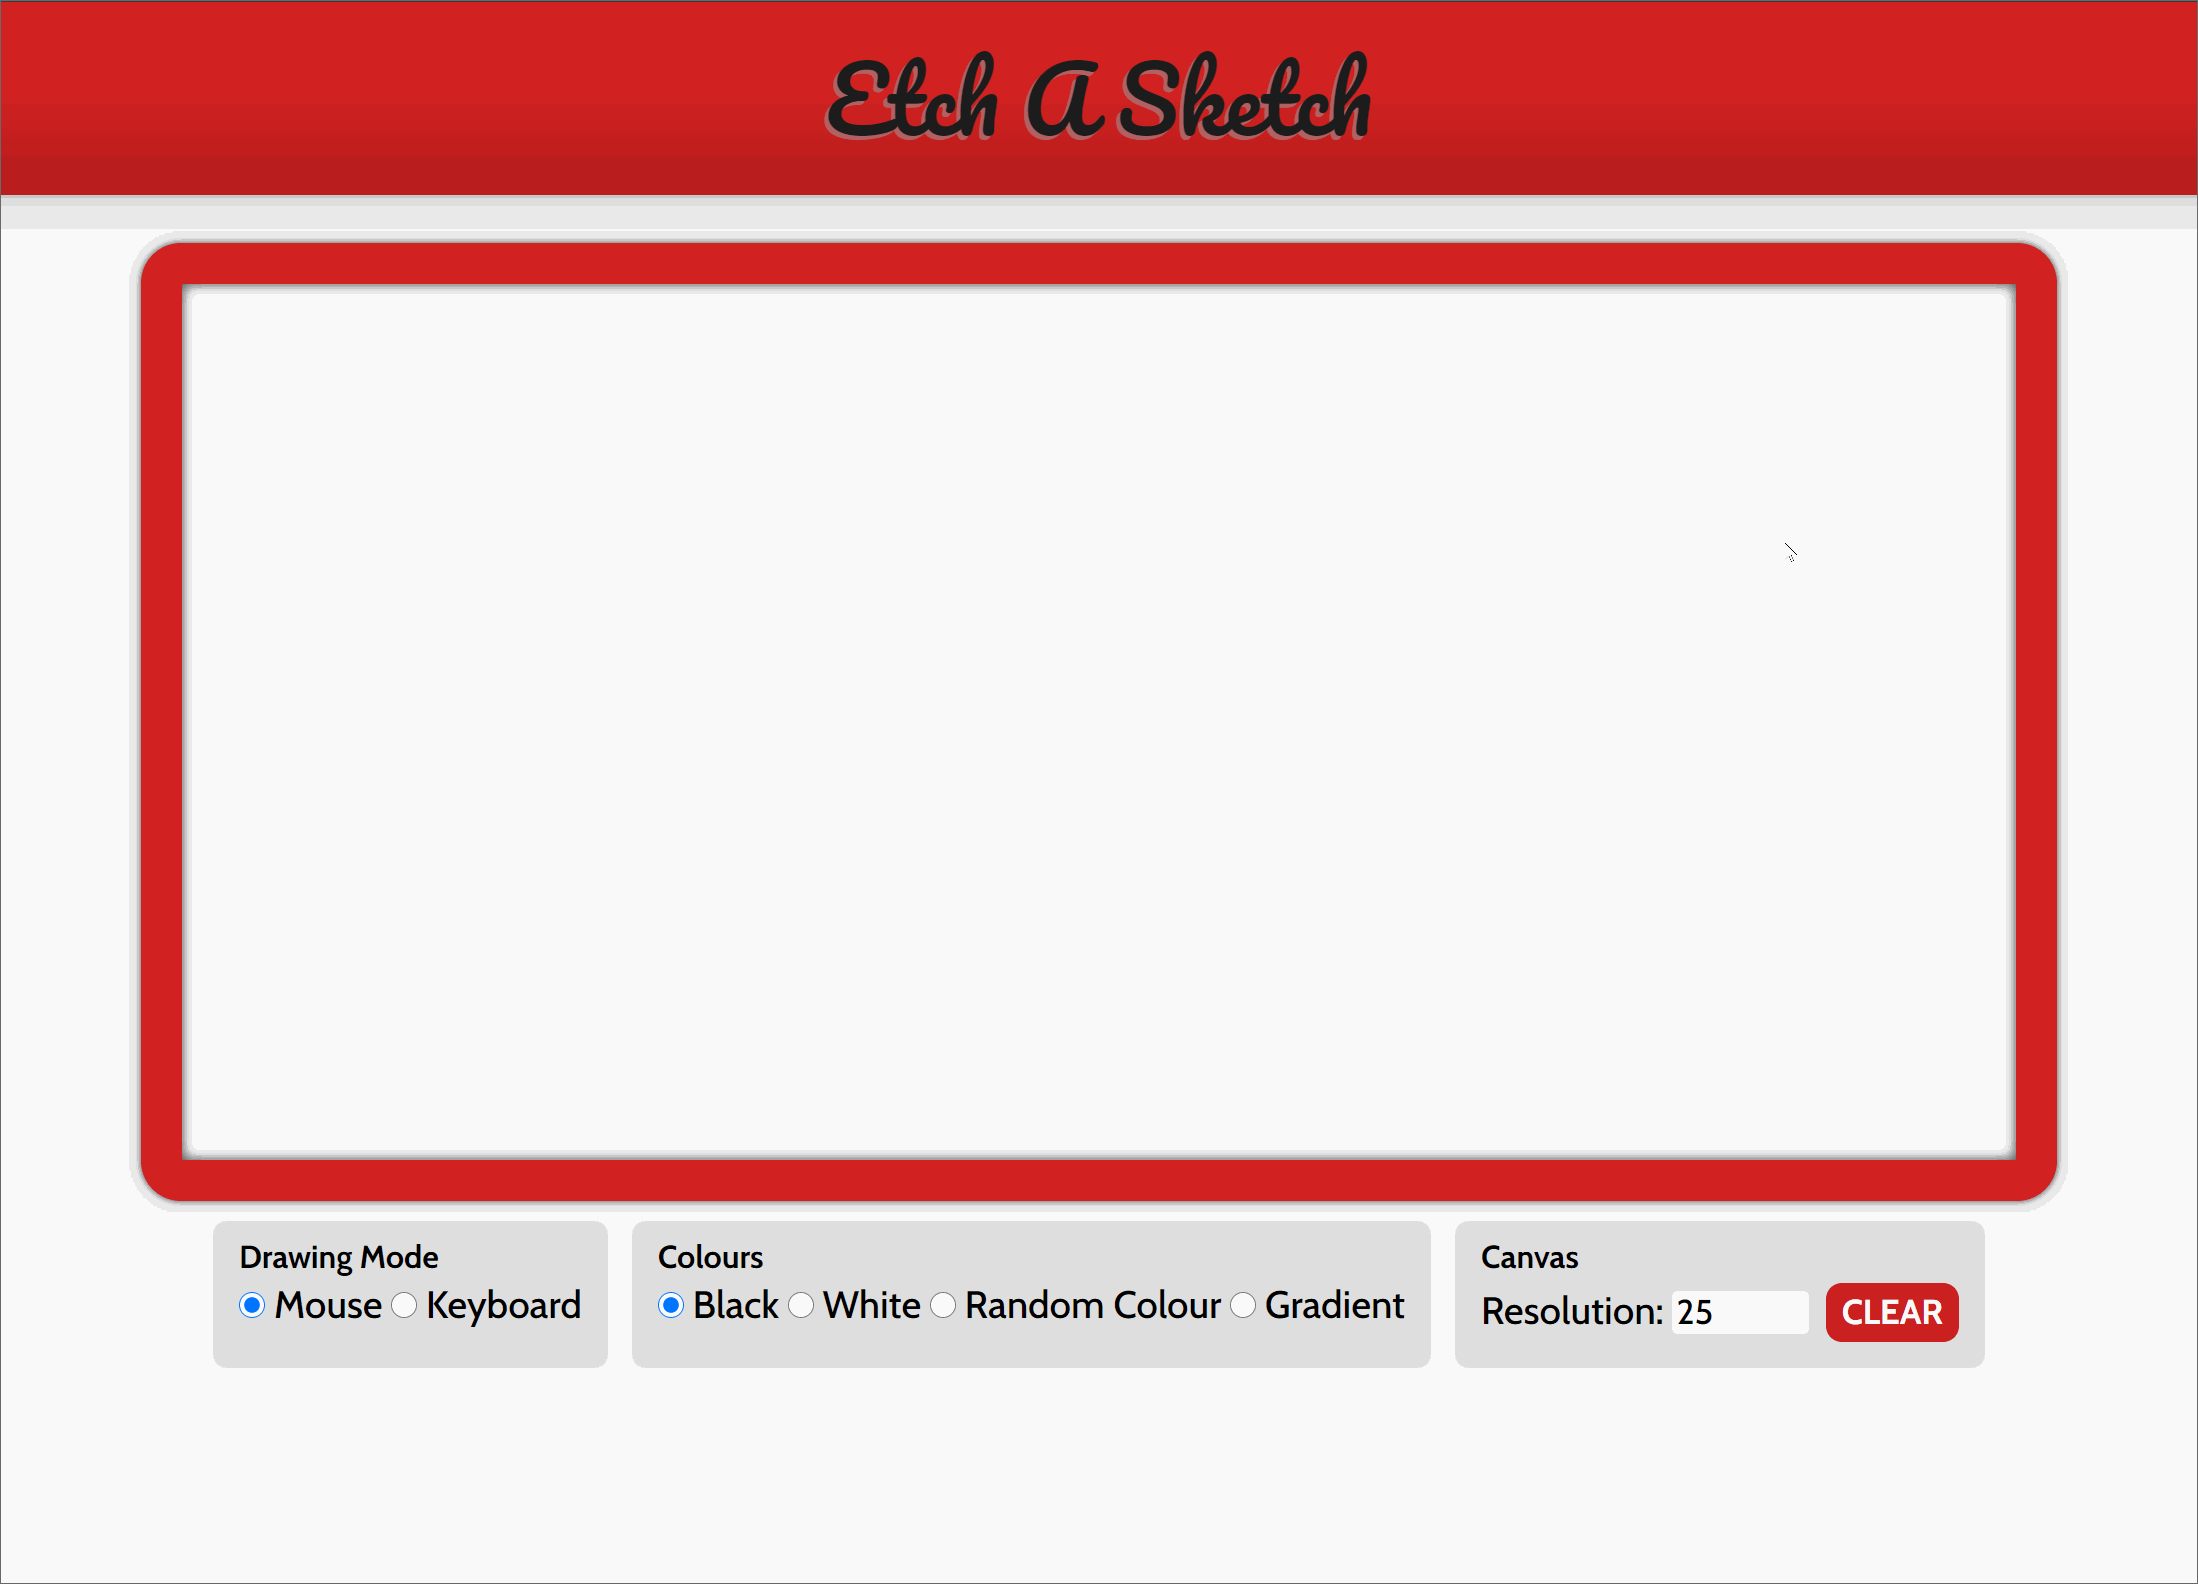 Etch A Sketch
Drawing Mode
Mouse Keyboard
Colours
Black White Random Colour Gradient
Canvas
Resolution: 25 CLEAR